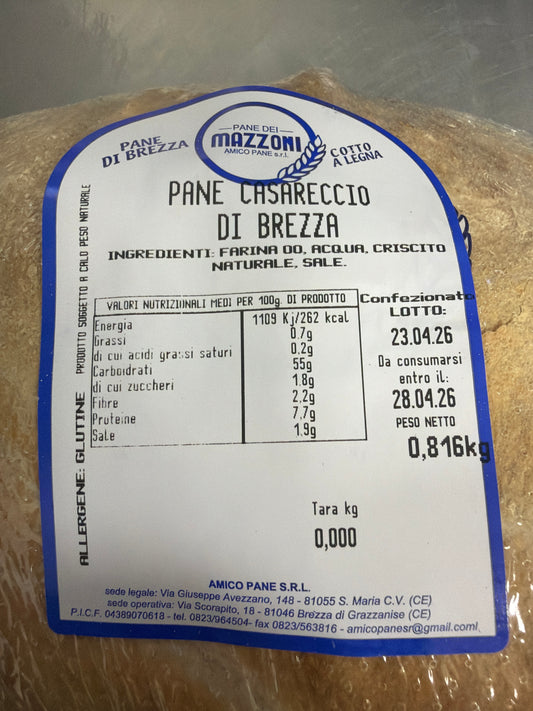 PANE DI BREZZA
PANE DEI
MAZZONI
AMICO PANE s.r.l.
COTTO A LEGNA
PANE CASARECCIO
DI BREZZA
INGREDIENTI: FARINA 00, ACQUA, CRISCITO
NATURALE, SALE.
PRODOTTO SOGGETTO A CALO PESO NATURALE
ALLERGENE: GLUTINE
VALORI NUTRIZIONALI MEDI PER 100g. DI PRODOTTO
Energia 1109 Kj/262 kcal
Grassi 0.7g
di cui acidi grassi saturi 0.2g
Carboidrati 55g
di cui zuccheri 1.8g
Fibre 2,2g
Proteine 7,7g
Sale 1.9g
Confezionato
LOTTO:
23.04.26
Da consumarsi
entro il:
28.04.26
PESO NETTO
0,816kg
Tara kg
0,000
AMICO PANE S.R.L.
sede legale: Via Giuseppe Avezzano, 148 - 81055 S. Maria C.V. (CE)
sede operativa: Via Scorapito, 18 - 81046 Brezza di Grazzanise (CE)
P.I.C.F. 04389070618 - tel. 0823/964504- fax 0823/563816 - amicopanesr@gmail.coml